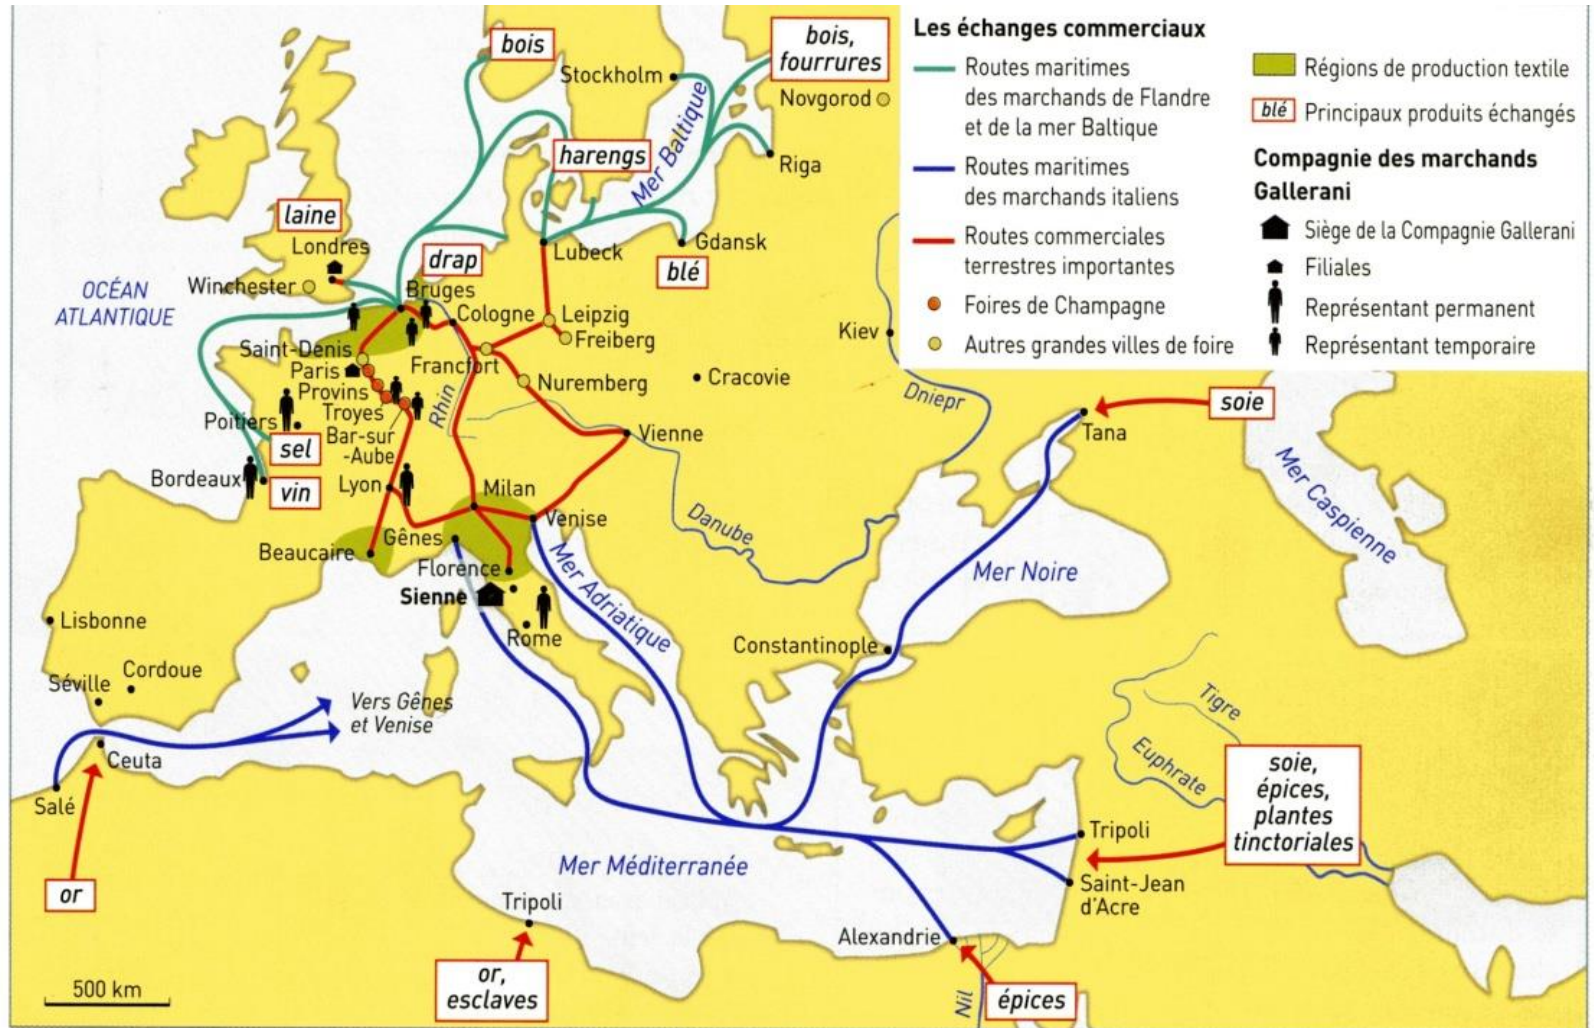 bois
bois,
fourrures
Stockholm
Novgorod
Mer Baltique
harengs
Riga
laine
Londres
Winchester
drap
Lubeck
Gdansk
blé
OCÉAN
ATLANTIQUE
Bruges
Cologne
Leipzig
Freiberg
Saint-Denis
Paris
Francfort
Provins
Troyes
Nuremberg
Cracovie
Kiev
Dniepr
Rhin
Poitiers
Bar-sur
-Aube
sel
Vienne
Bordeaux
vin
Lyon
Milan
Venise
Danube
Tana
soie
Mer Caspienne
Beaucaire
Gênes
Florence
Sienne
Rome
Mer Adriatique
Mer Noire
Constantinople
Lisbonne
Cordoue
Séville
Vers Gênes
et Venise
Ceuta
Salé
or
Tigre
Euphrate
soie,
épices,
plantes
tinctoriales
Tripoli
Saint-Jean
d'Acre
Mer Méditerranée
Tripoli
or,
esclaves
Alexandrie
Nil
épices
500 km
Les échanges commerciaux
Routes maritimes
des marchands de Flandre
et de la mer Baltique
Routes maritimes
des marchands italiens
Routes commerciales
terrestres importantes
Foires de Champagne
Autres grandes villes de foire
Régions de production textile
blé Principaux produits échangés
Compagnie des marchands
Gallerani
Siège de la Compagnie Gallerani
Filiales
Représentant permanent
Représentant temporaire